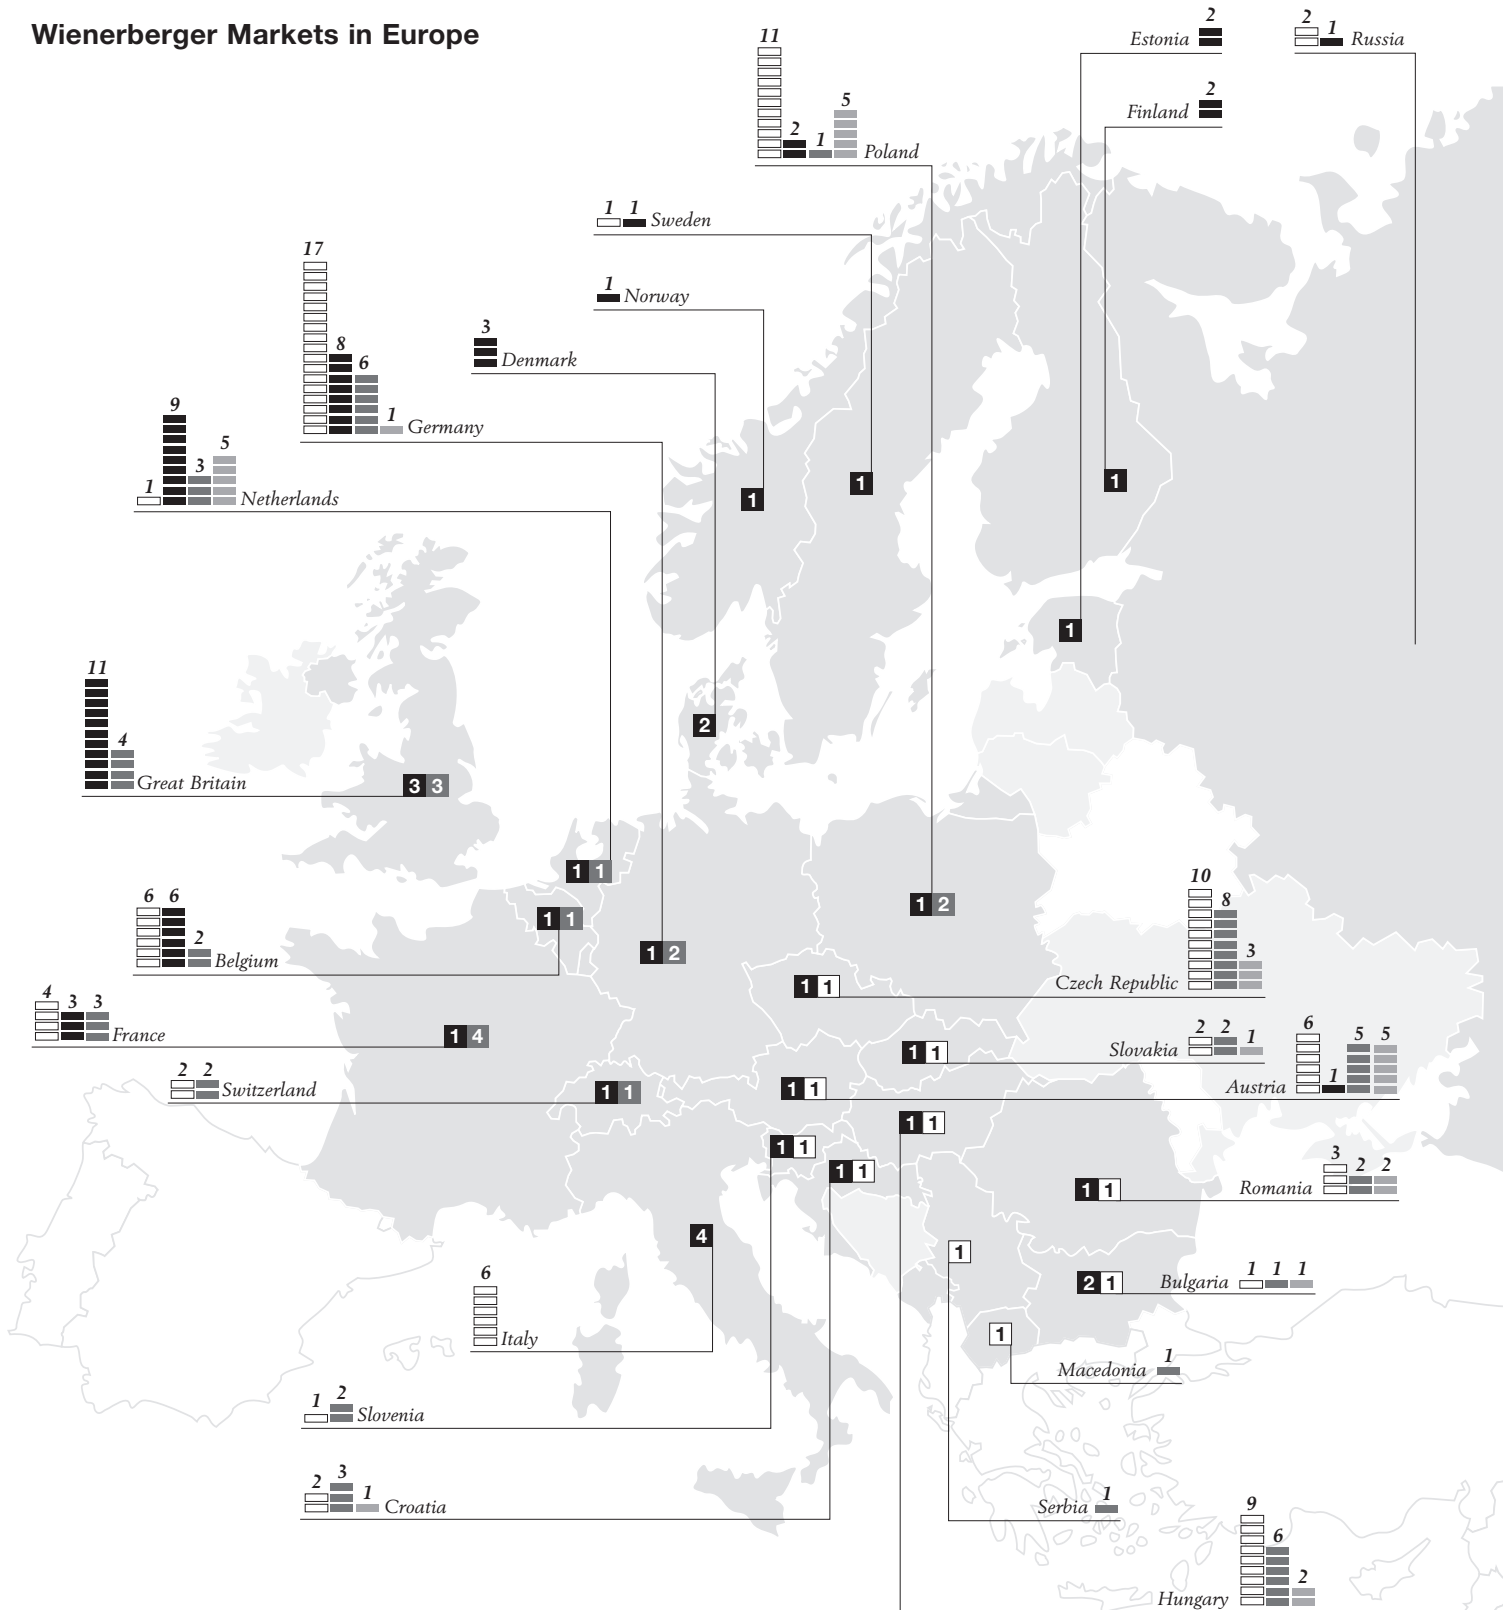 Wienerberger Markets in Europe
2
Estonia
2 1
Russia
11 2 1 5
Poland
2
Finland
1 1
Sweden
17 8 6 1
Germany
1
Norway
3
Denmark
1 9 3 5
Netherlands
1
1
1
1
11 4
Great Britain
2
3 3
1 1
6 6 2
Belgium
1 1
1 2
1 2
10 8 3
Czech Republic
1 1
4 3 3
France
1 4
2 2 1
Slovakia
1 1
6 1 5 5
Austria
2 2
Switzerland
1 1
1 1
1 1
1 1
1 1
3 2 2
Romania
1 1
4
1
6
Italy
2 1
Bulgaria
1 1 1
1
1
Macedonia
1 2
Slovenia
2 3 1
Croatia
1
Serbia
9 6 2
Hungary